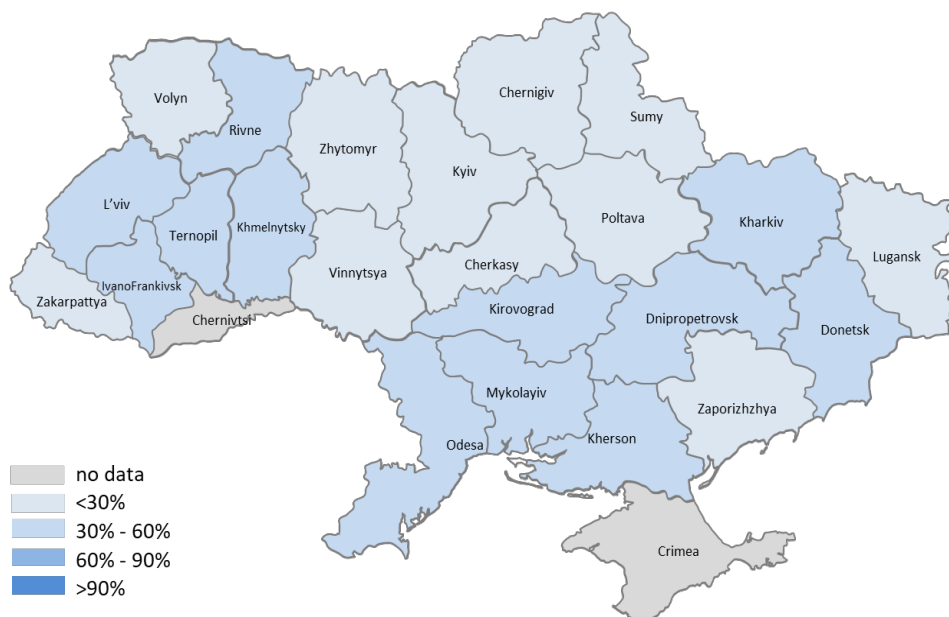 Chernigiv
Volyn
Sumy
Rivne
Zhytomyr
Kyiv
L'viv
Poltava
Kharkiv
Khmelnytsky
Ternopil
Lugansk
Cherkasy
Vinnytsya
IvanoFrankivsk
Zakarpattya
Kirovograd
Chernivtsi
Dnipropetrovsk
Donetsk
Mykolayiv
Zaporizhzhya
Kherson
Odesa
Crimea
no data
<30%
30% - 60%
60% - 90%
>90%